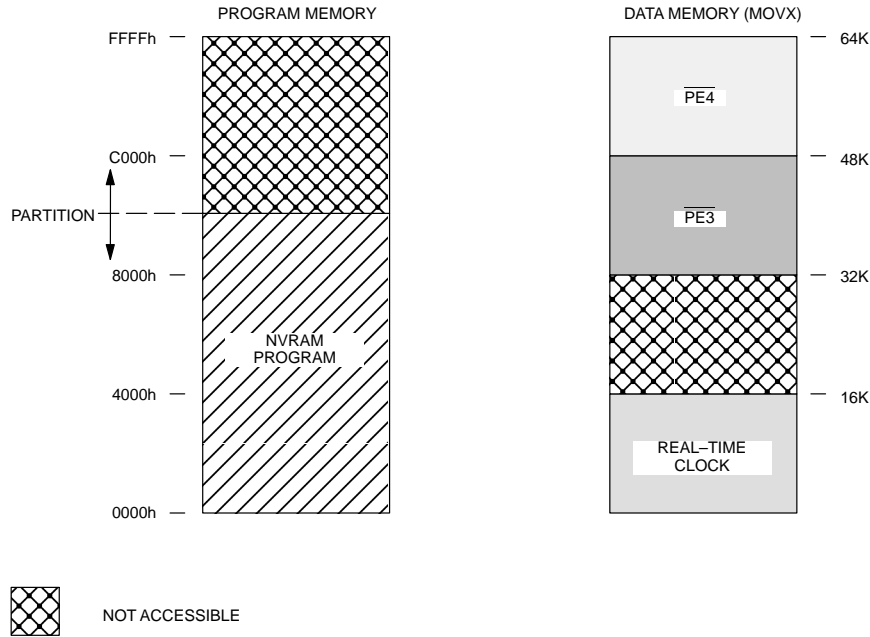 PROGRAM MEMORY
DATA MEMORY (MOVX)
FFFFh
64K
PE4
C000h
48K
PARTITION
PE3
8000h
32K
NVRAM
PROGRAM
4000h
16K
REAL–TIME
CLOCK
0000h
NOT ACCESSIBLE